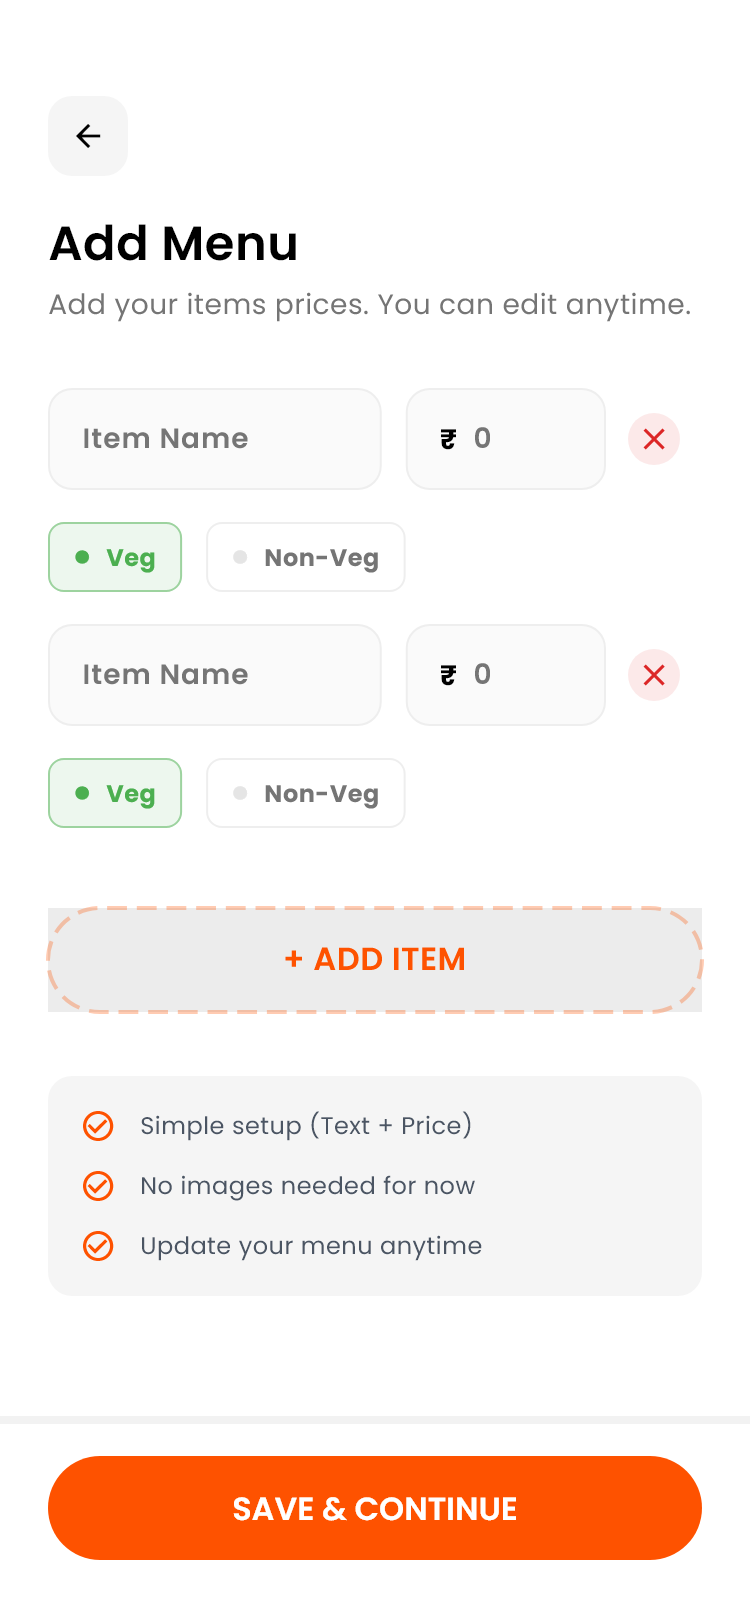 Add Menu
Add your items prices. You can edit anytime.
Item Name ₹ 0
Veg Non-Veg
Item Name ₹ 0
Veg Non-Veg
+ ADD ITEM
Simple setup (Text + Price)
No images needed for now
Update your menu anytime
SAVE & CONTINUE